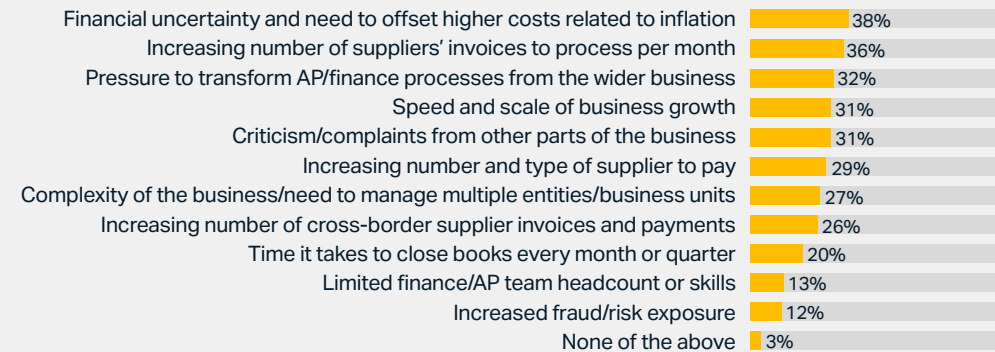 Financial uncertainty and need to offset higher costs related to inflation 38%
Increasing number of suppliers’ invoices to process per month 36%
Pressure to transform AP/finance processes from the wider business 32%
Speed and scale of business growth 31%
Criticism/complaints from other parts of the business 31%
Increasing number and type of supplier to pay 29%
Complexity of the business/need to manage multiple entities/business units 27%
Increasing number of cross-border supplier invoices and payments 26%
Time it takes to close books every month or quarter 20%
Limited finance/AP team headcount or skills 13%
Increased fraud/risk exposure 12%
None of the above 3%